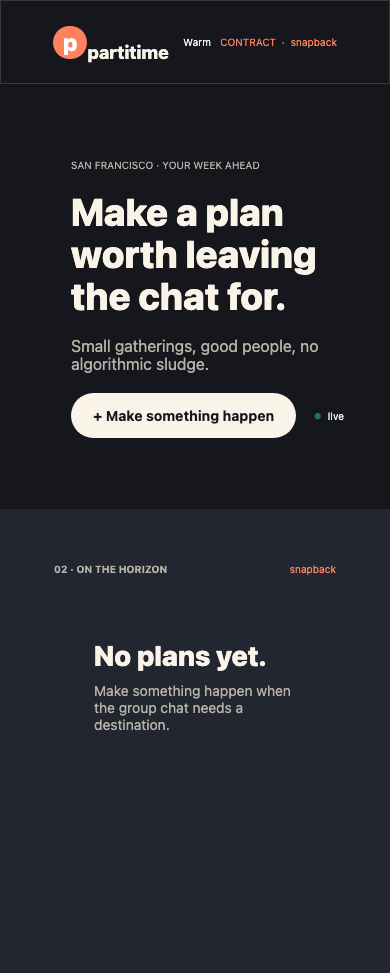 p partitime Warm CONTRACT · snapback
SAN FRANCISCO · YOUR WEEK AHEAD
Make a plan
worth leaving
the chat for.
Small gatherings, good people, no
algorithmic sludge.
+ Make something happen live
02 · ON THE HORIZON snapback
No plans yet.
Make something happen when
the group chat needs a
destination.